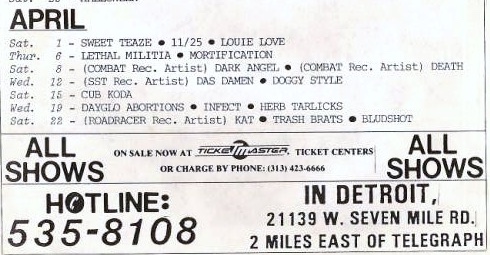 APRIL
Sat. 1 - SWEET TEAZE ● 11/25 ● LOUIE LOVE
Thur. 6 - LETHAL MILITIA ● MORTIFICATION
Sat. 8 - (COMBAT Rec. Artist) DARK ANGEL ● (COMBAT Rec. Artist) DEATH
Wed. 12 - (SST Rec. Artist) DAS DAMEN ● DOGGY STYLE
Sat. 15 - CUB KODA
Wed. 19 - DAYGLO ABORTIONS ● INFECT ● HERB TARLICKS
Sat. 22 - (ROADRACER Rec. Artist) KAT ● TRASH BRATS ● BLUDSHOT
ALL SHOWS
ON SALE NOW AT TICKETMASTER. TICKET CENTERS
OR CHARGE BY PHONE: (313) 423-6666
ALL SHOWS
HOTLINE:
535-8108
IN DETROIT,
21139 W. SEVEN MILE RD.
2 MILES EAST OF TELEGRAPH